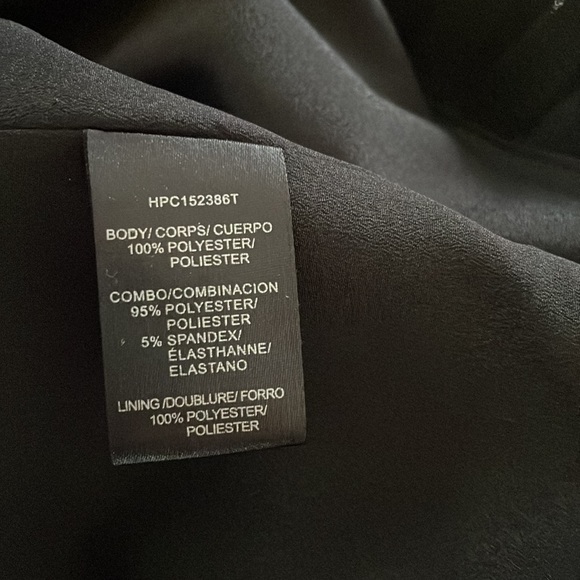 HPC152386T
BODY/ CORPS/ CUERPO
100% POLYESTER/
POLIESTER
COMBO/COMBINACION
95% POLYESTER/
POLIESTER
5% SPANDEX/
ÉLASTHANNE/
ELASTANO
LINING /DOUBLURE/ FORRO
100% POLYESTER/
POLIESTER